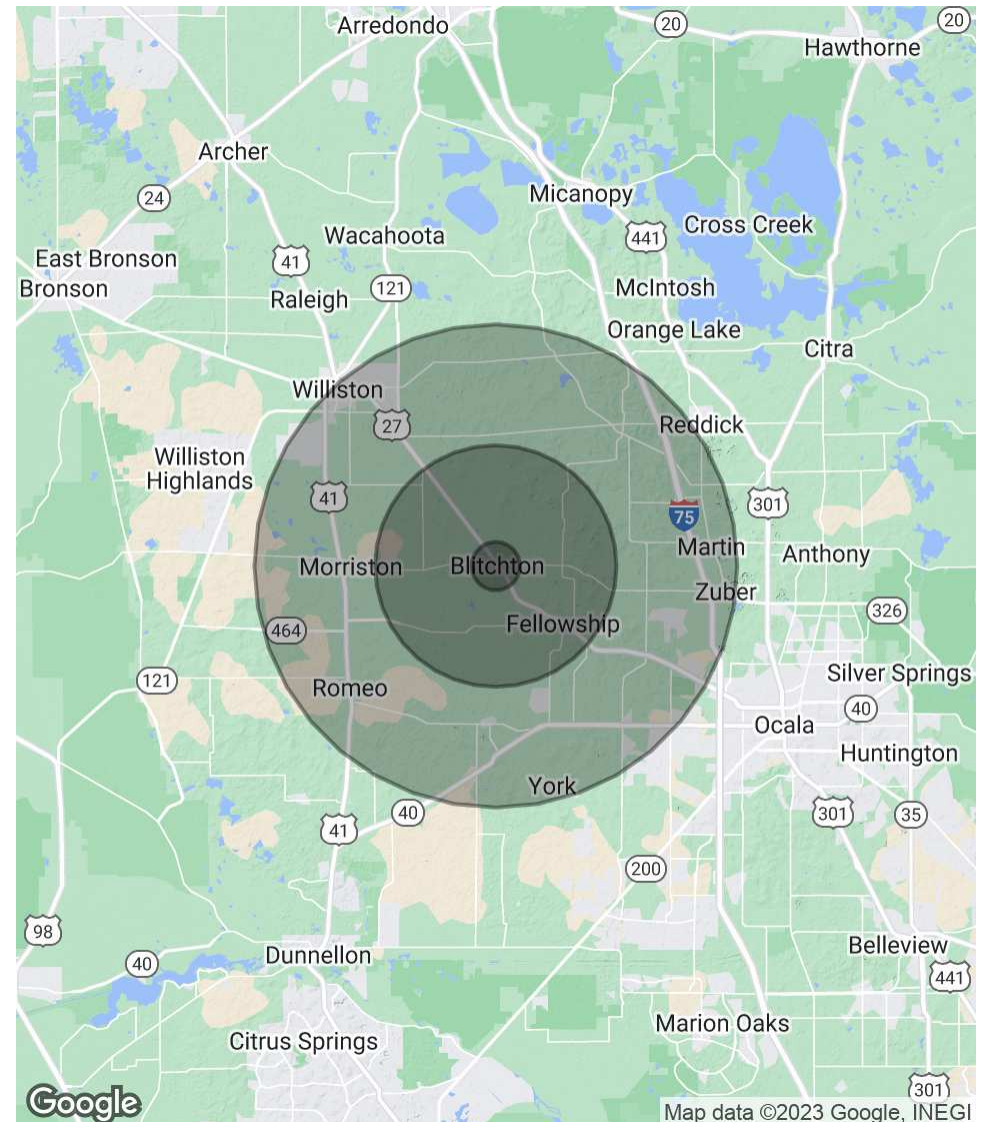 20
20
Arredondo
Hawthorne
Archer
24
Micanopy
Cross Creek
441
Wacahoota
East Bronson
41
Bronson
121
McIntosh
Raleigh
Orange Lake
Citra
Williston
27
Reddick
Williston
Highlands
41
301
75
Martin
Anthony
Morriston
Blitchton
Zuber
326
Fellowship
464
Silver Springs
121
Romeo
40
Ocala
Huntington
York
40
301
35
41
200
98
Belleview
Dunnellon
40
441
Marion Oaks
Citrus Springs
301
Google
Map data ©2023 Google, INEGI